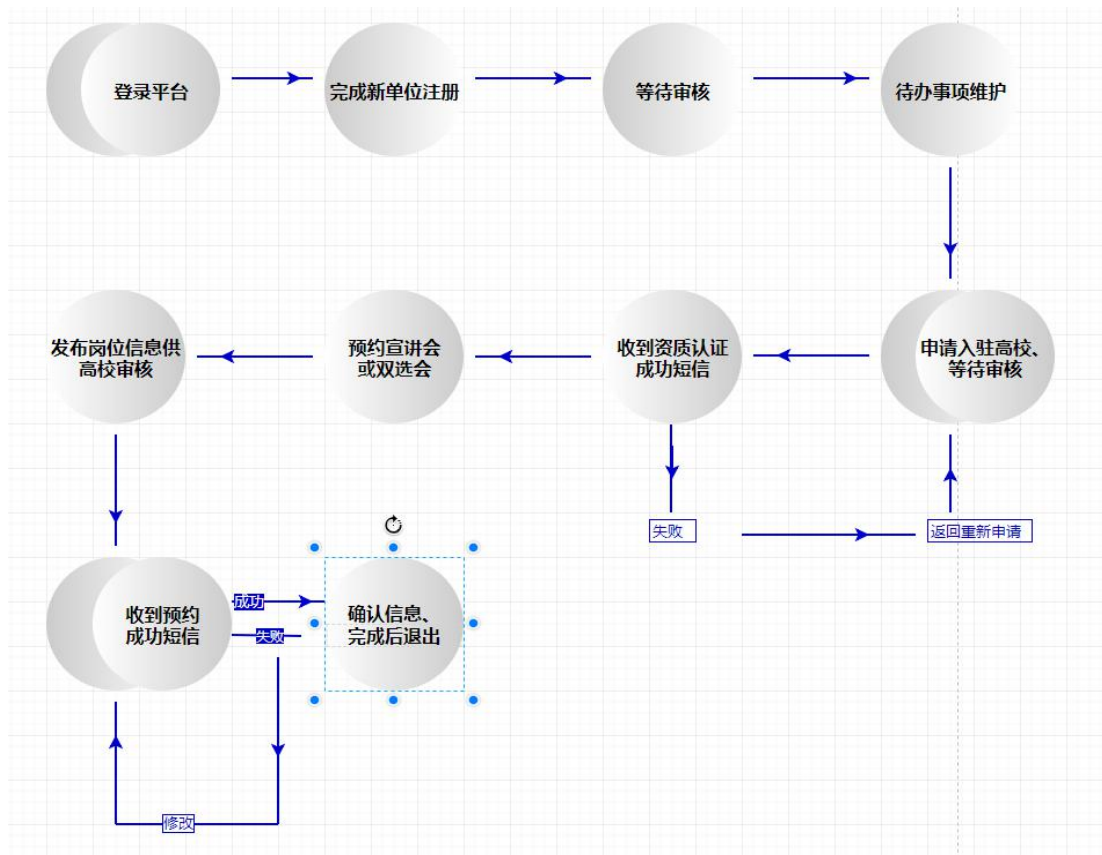 登录平台
完成新单位注册
等待审核
待办事项维护
发布岗位信息供
高校审核
预约宣讲会
或双选会
收到资质认证
成功短信
申请入驻高校、
等待审核
失败
返回重新申请
收到预约
成功短信
成功
失败
确认信息、
完成后退出
修改